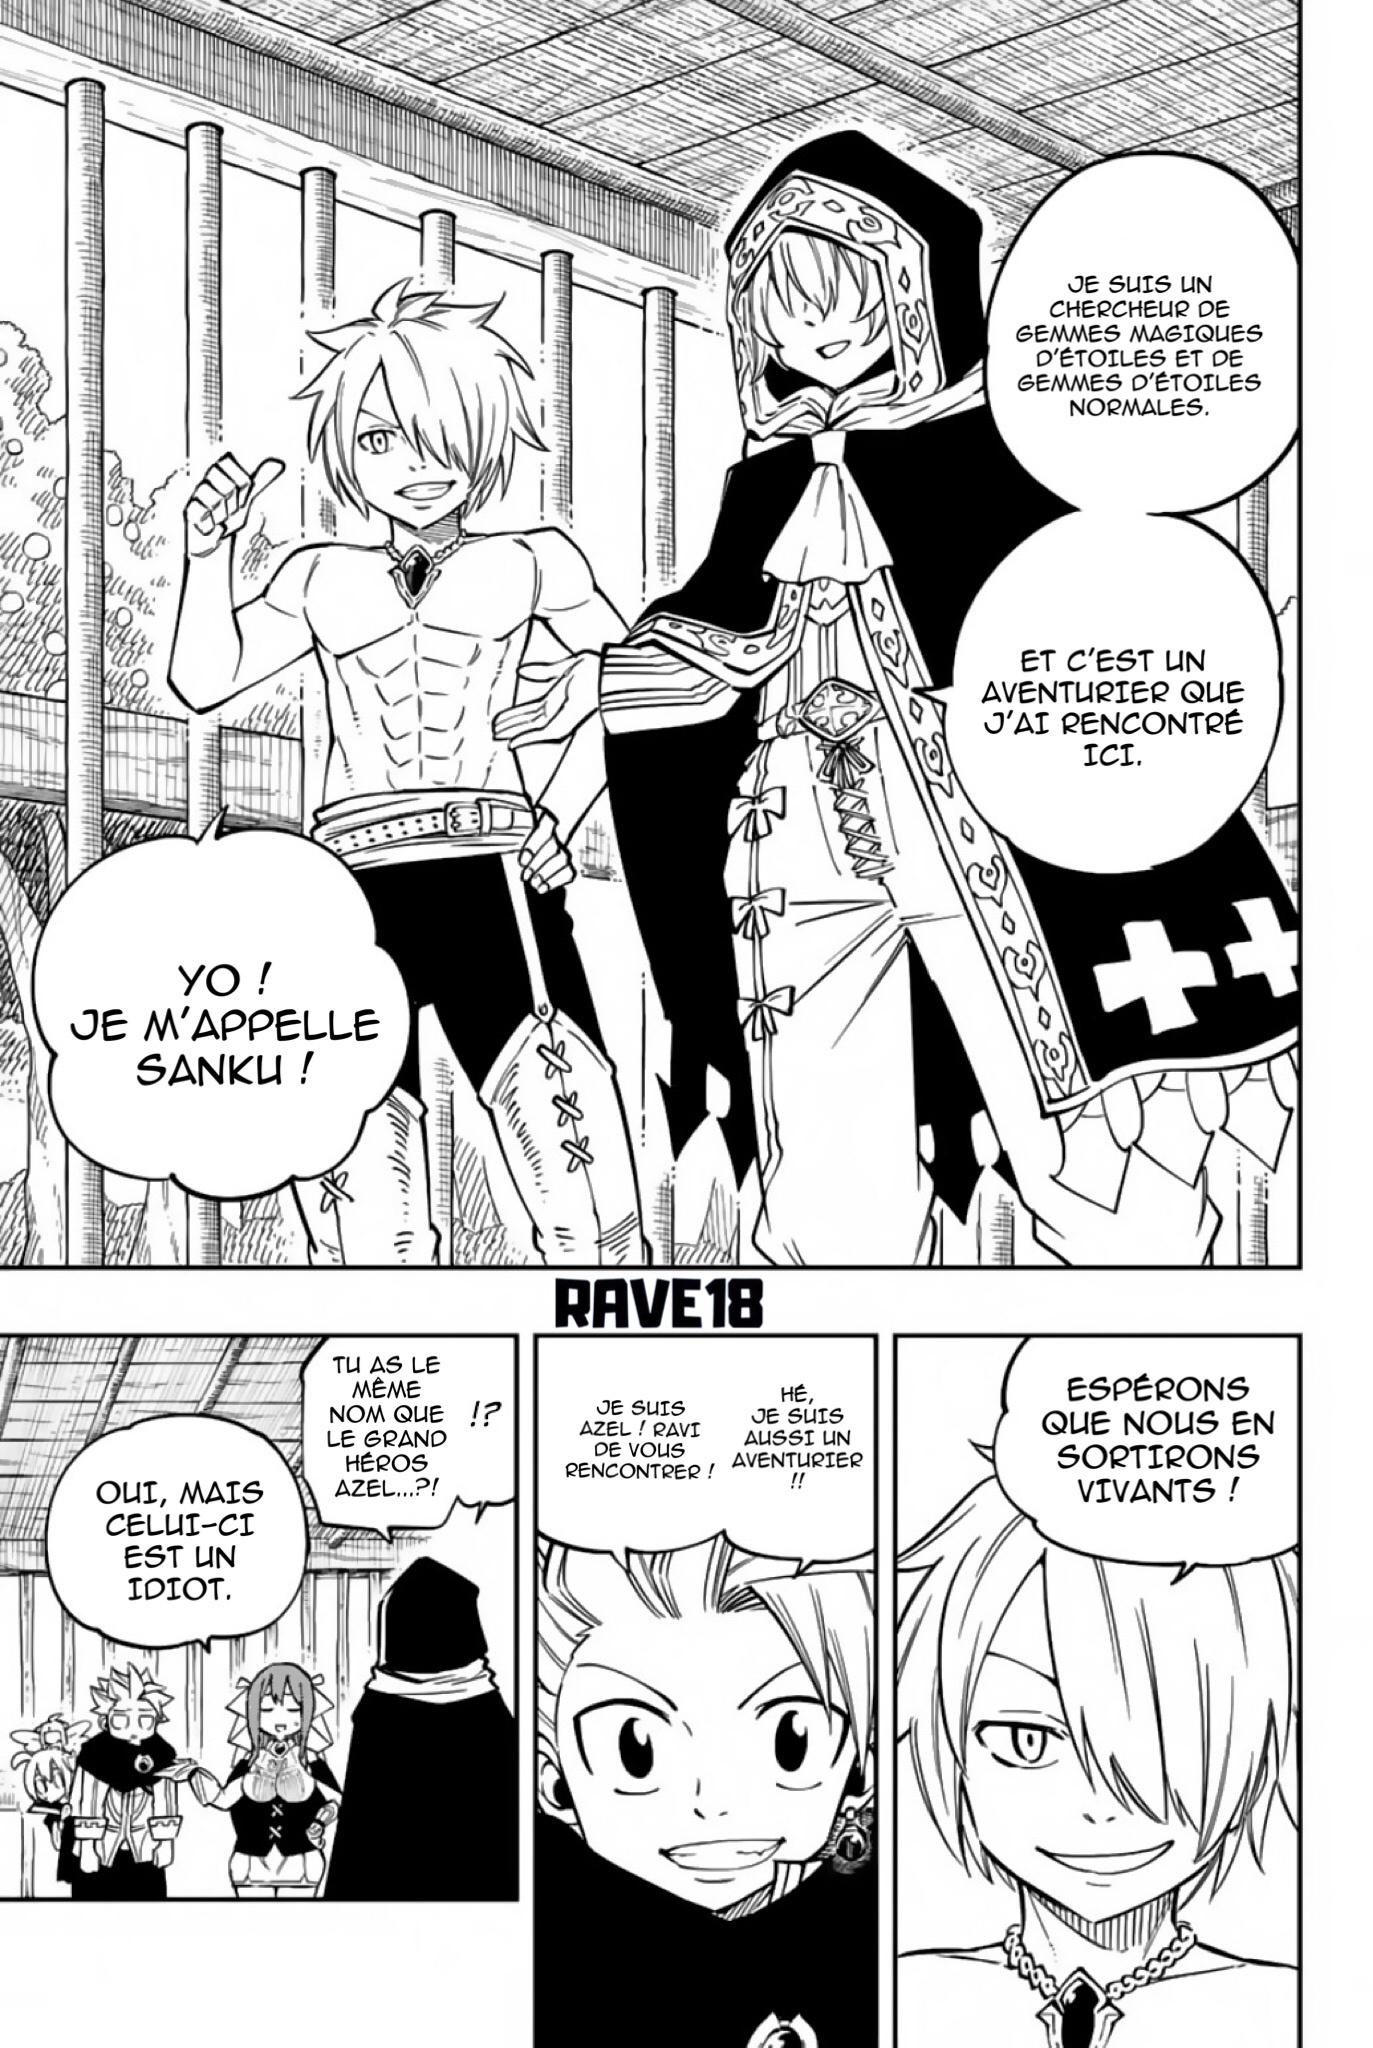 JE SUIS UN
CHERCHEUR DE
GEMMES MAGIQUES
D'ÉTOILES ET DE
GEMMES D'ÉTOILES
NORMALES.
ET C'EST UN
AVENTURIER QUE
J'AI RENCONTRÉ
ICI.
YO !
JE M'APPELLE
SANKU !
RAVE18
ESPÉRONS
QUE NOUS EN
SORTIRONS
VIVANTS !
HÉ,
JE SUIS
AUSSI UN
AVENTURIER
!!
JE SUIS
AZEL ! RAVI
DE VOUS
RENCONTRER !
!?
TU AS LE
MÊME
NOM QUE
LE GRAND
HÉROS
AZEL...?!
OUI, MAIS
CELUI-CI
EST UN
IDIOT.